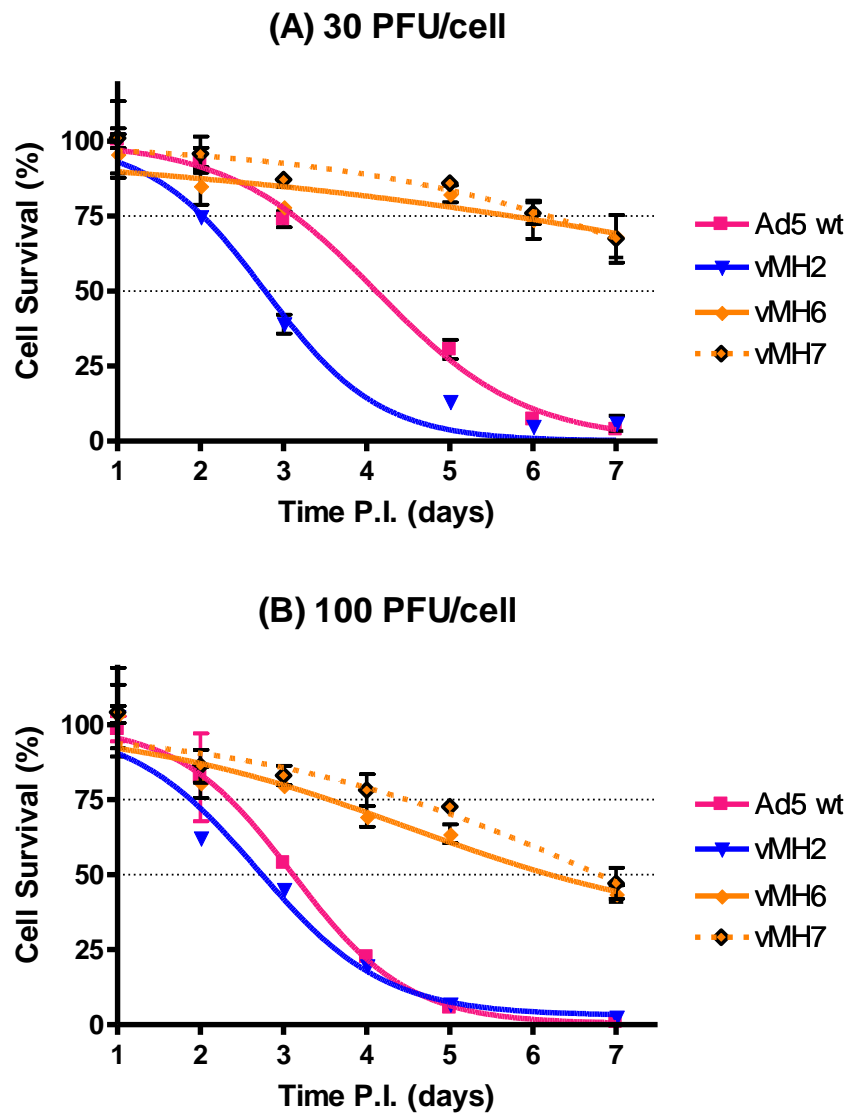 (A) 30 PFU/cell
Cell Survival (%)
100
75
50
25
0
1 2 3 4 5 6 7
Time P.I. (days)
Ad5 wt
vMH2
vMH6
vMH7
(B) 100 PFU/cell
Cell Survival (%)
100
75
50
25
0
1 2 3 4 5 6 7
Time P.I. (days)
Ad5 wt
vMH2
vMH6
vMH7